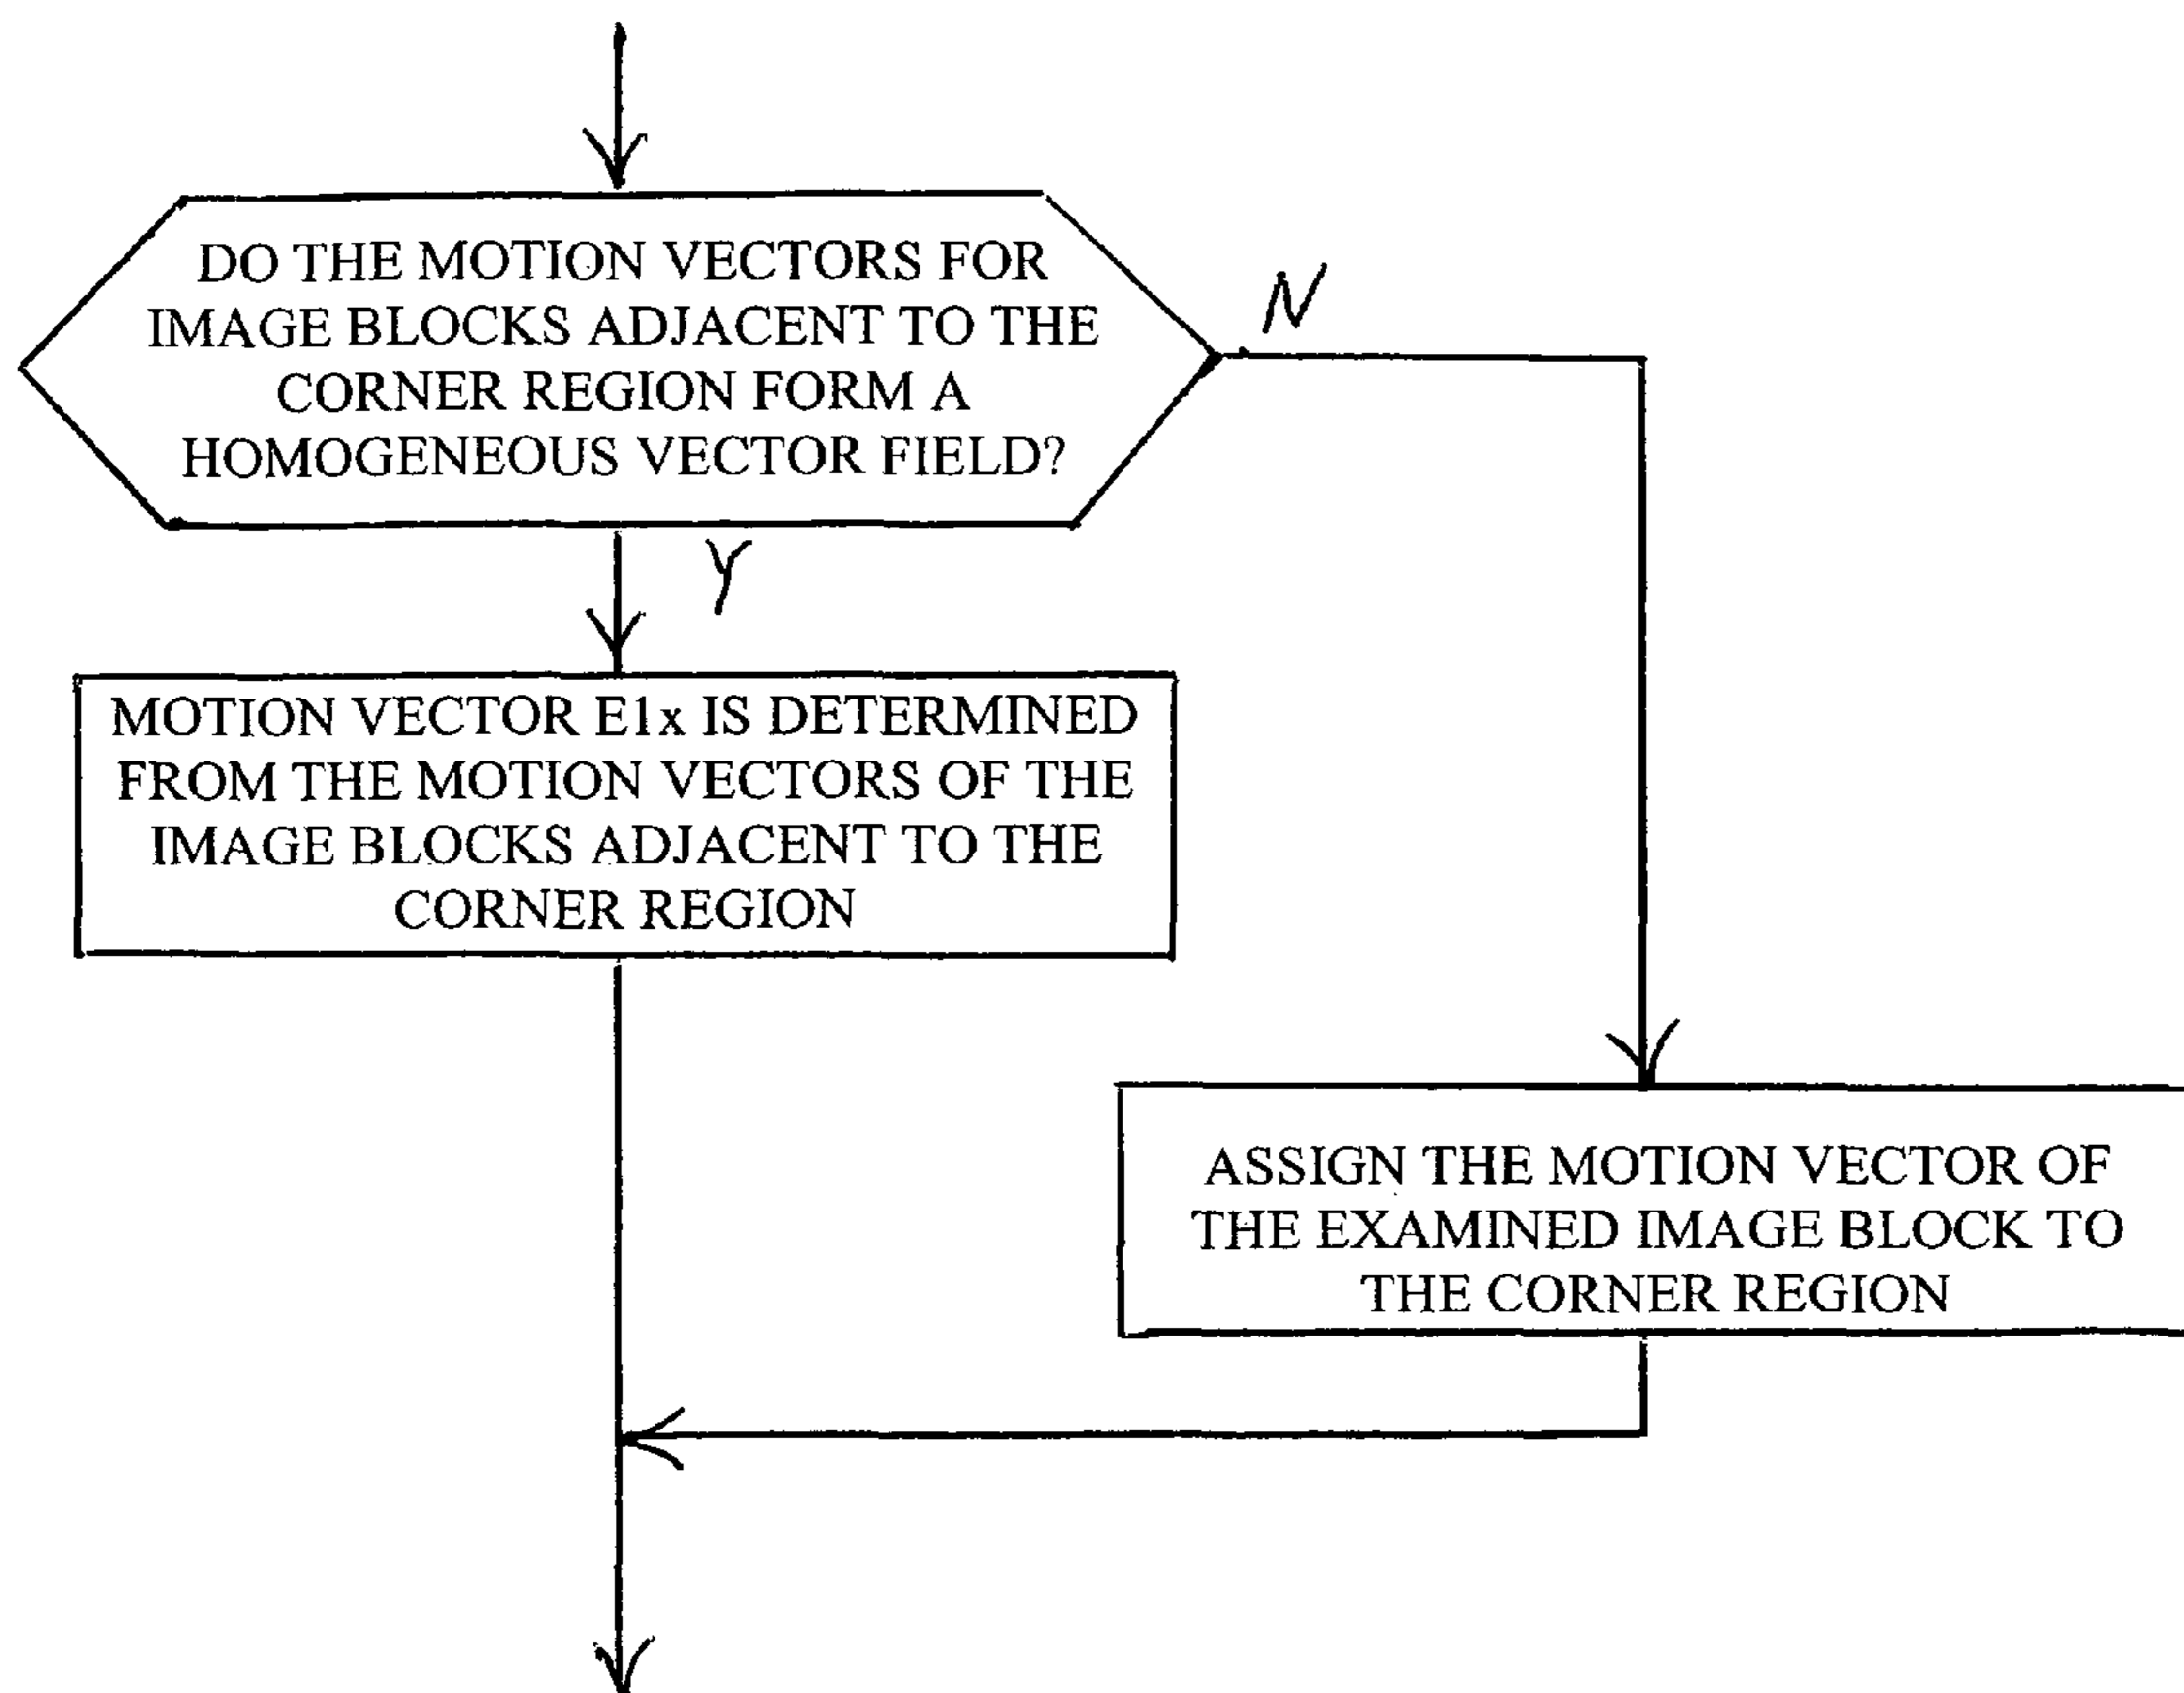 DO THE MOTION VECTORS FOR
IMAGE BLOCKS ADJACENT TO THE
CORNER REGION FORM A
HOMOGENEOUS VECTOR FIELD?
N
Y
MOTION VECTOR E1x IS DETERMINED
FROM THE MOTION VECTORS OF THE
IMAGE BLOCKS ADJACENT TO THE
CORNER REGION
ASSIGN THE MOTION VECTOR OF
THE EXAMINED IMAGE BLOCK TO
THE CORNER REGION